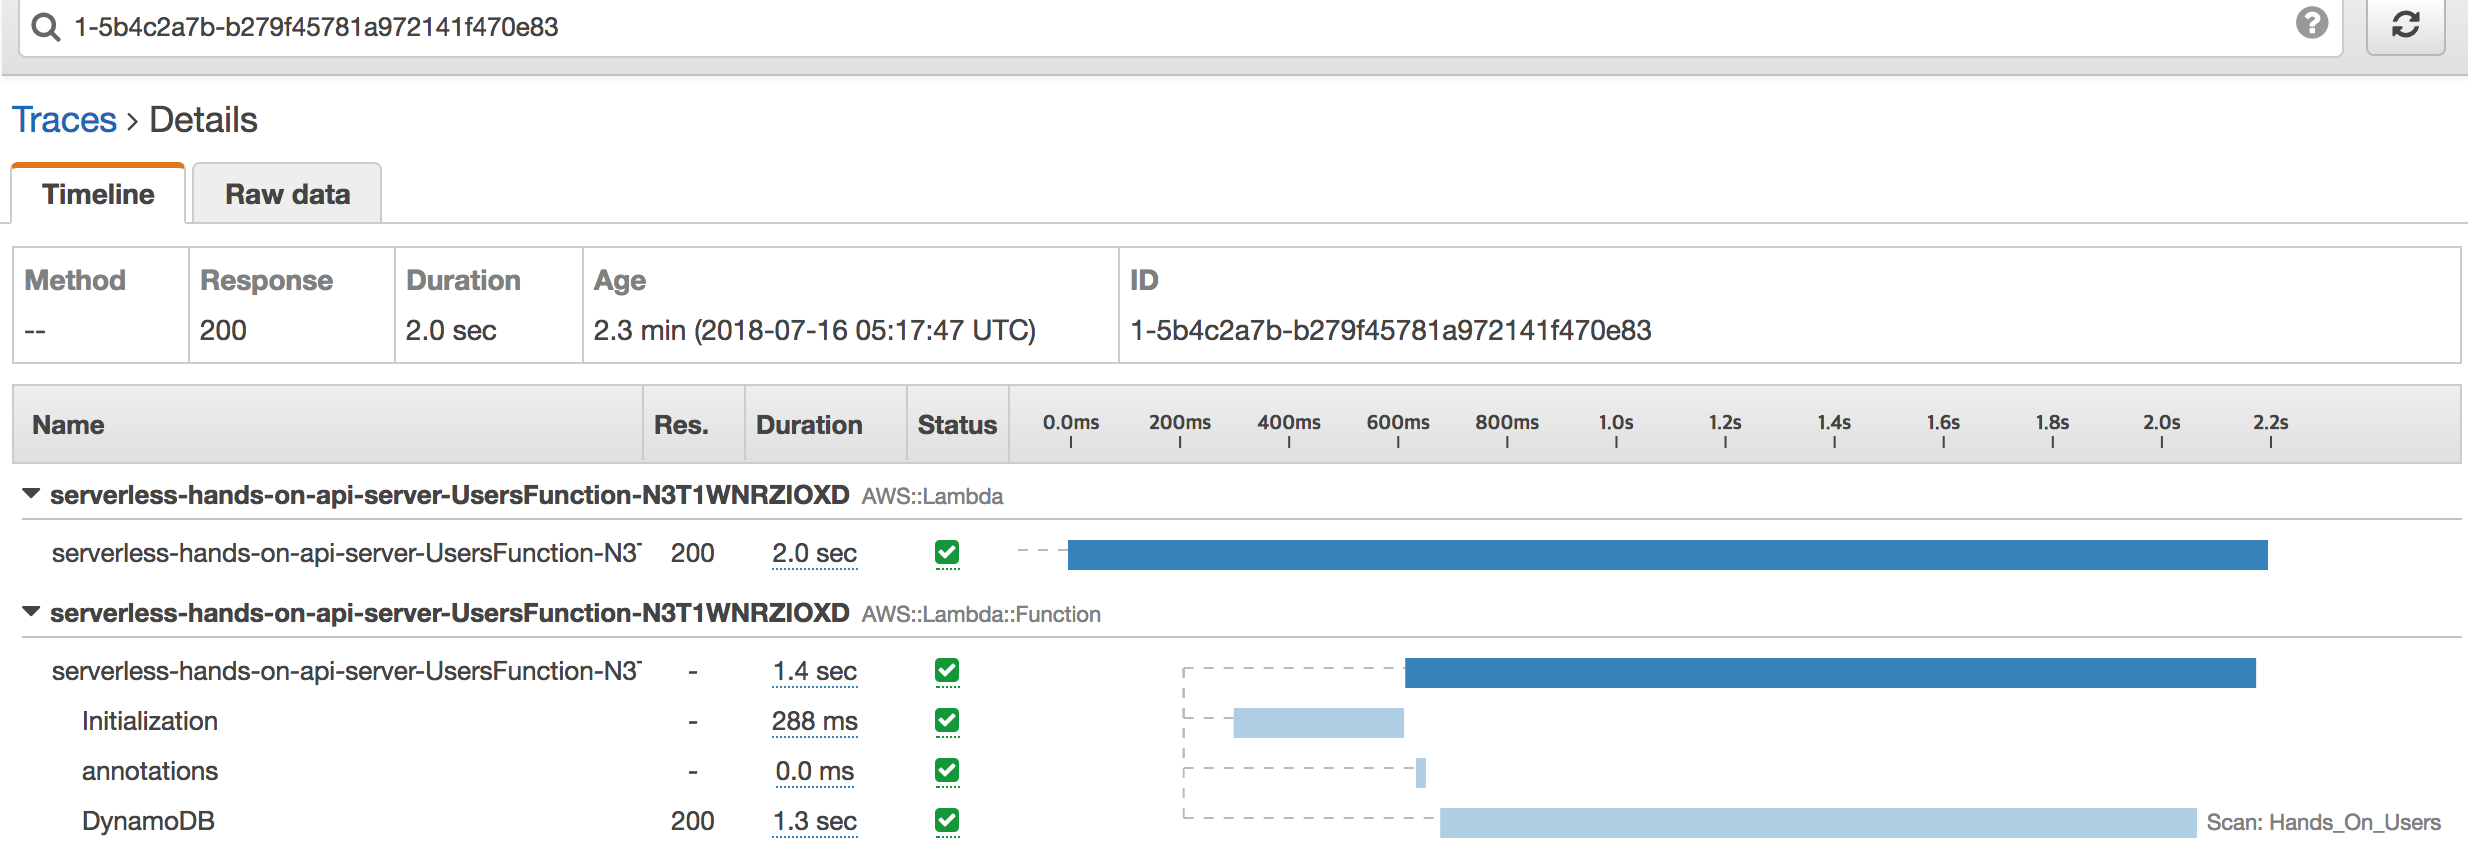 1-5b4c2a7b-b279f45781a972141f470e83 ?
Traces > Details
Timeline Raw data
Method Response Duration Age ID
-- 200 2.0 sec 2.3 min (2018-07-16 05:17:47 UTC) 1-5b4c2a7b-b279f45781a972141f470e83
Name Res. Duration Status 0.0ms 200ms 400ms 600ms 800ms 1.0s 1.2s 1.4s 1.6s 1.8s 2.0s 2.2s
serverless-hands-on-api-server-UsersFunction-N3T1WNRZIOXD AWS::Lambda
serverless-hands-on-api-server-UsersFunction-N3 200 2.0 sec
serverless-hands-on-api-server-UsersFunction-N3T1WNRZIOXD AWS::Lambda::Function
serverless-hands-on-api-server-UsersFunction-N3 - 1.4 sec
Initialization - 288 ms
annotations - 0.0 ms
DynamoDB 200 1.3 sec Scan: Hands_On_Users